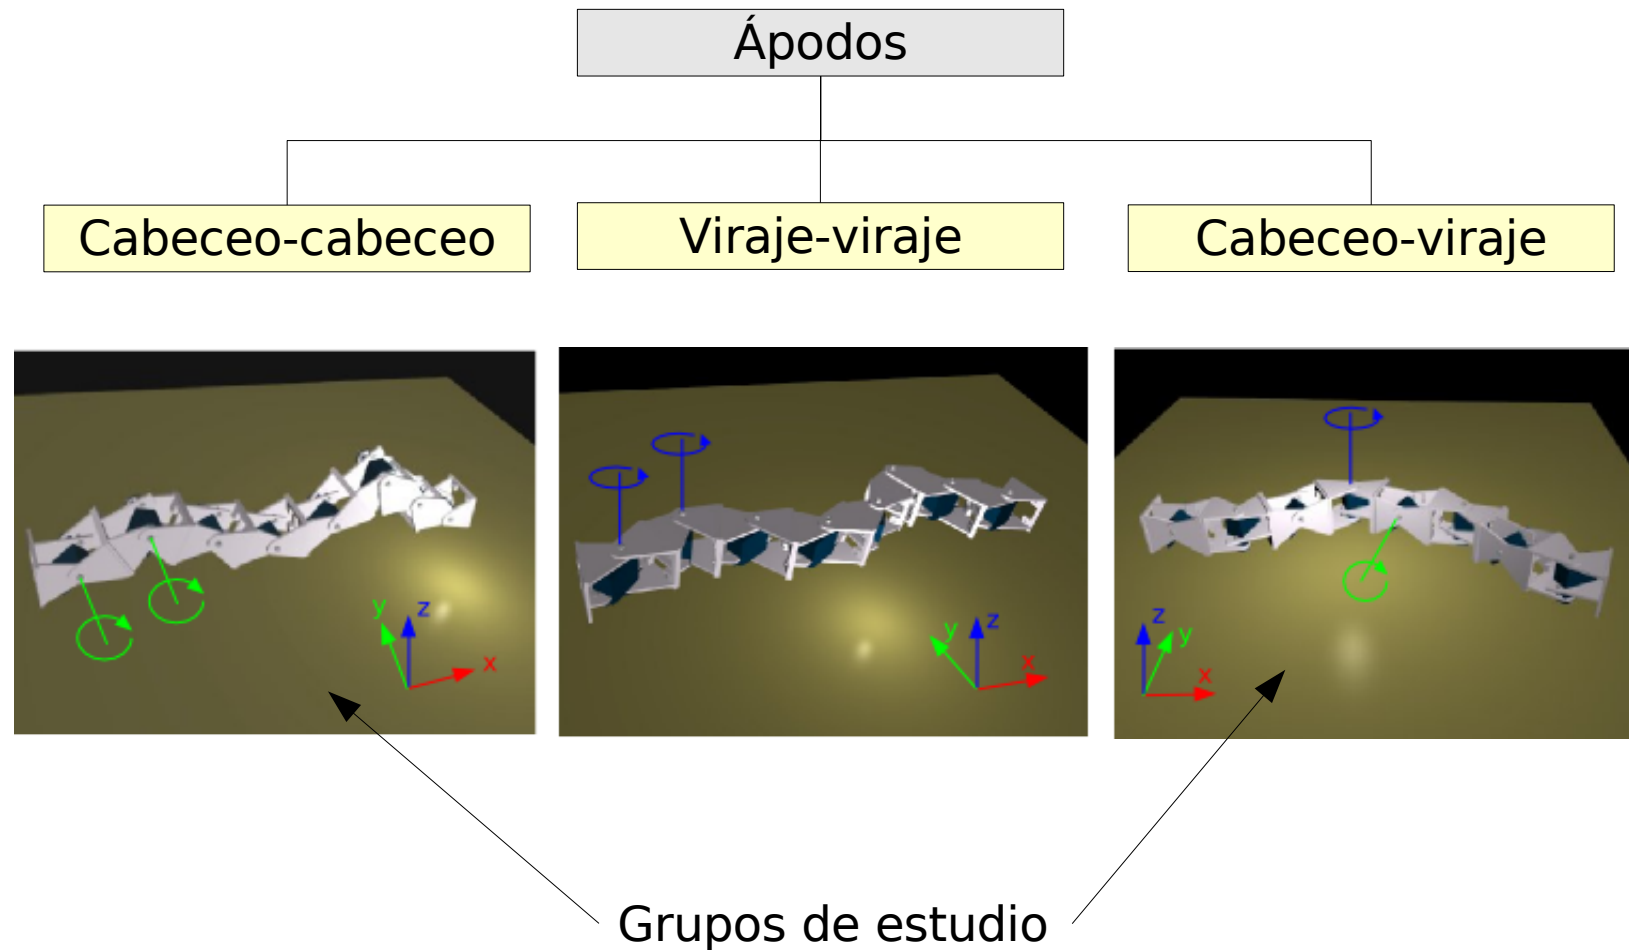 Ápodos
Cabeceo-cabeceo
Viraje-viraje
Cabeceo-viraje
y
z
x
y
z
x
z
y
x
Grupos de estudio